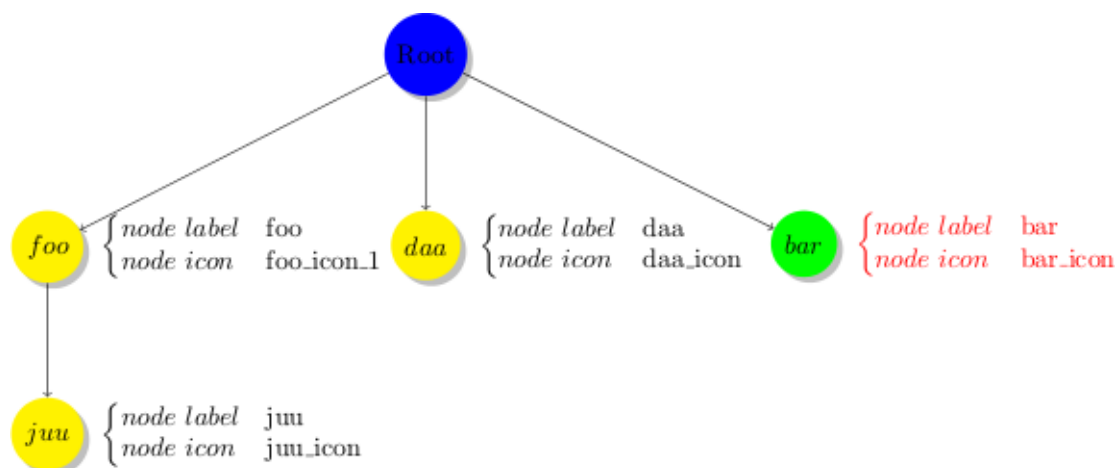 Root
foo
node label foo
node icon foo_icon_1
daa
node label daa
node icon daa_icon
bar
node label bar
node icon bar_icon
juu
node label juu
node icon juu_icon